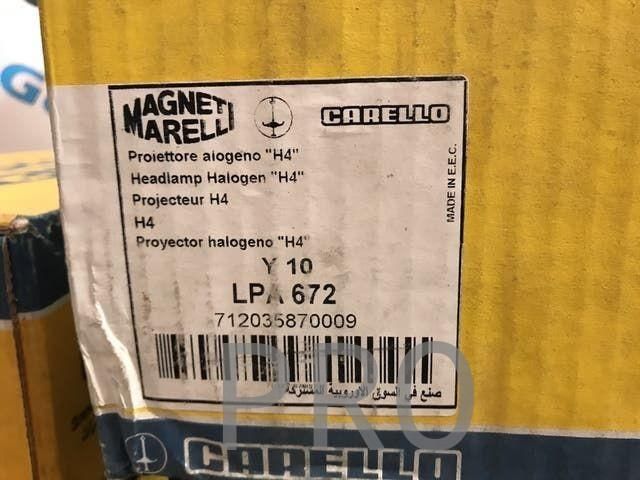 MAGNETI
MARELLI
CARELLO
Proiettore alogeno "H4"
Headlamp Halogen "H4"
Projecteur H4
H4
Proyector halogeno "H4"
MADE IN E.E.C.
Y 10
LPA 672
712035870009
صنع في السوق الاوروبية المشتركة
PRO
CARELLO